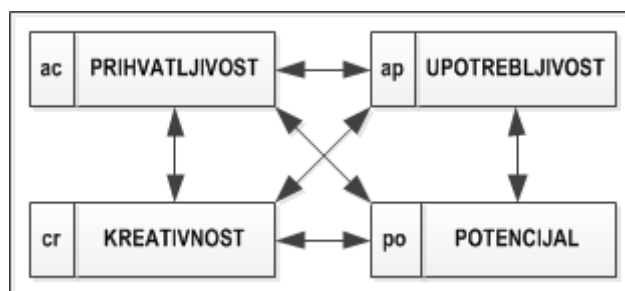 ac PRIHVATLJIVOST
ap UPOTREBLJIVOST
cr KREATIVNOST
po POTENCIJAL